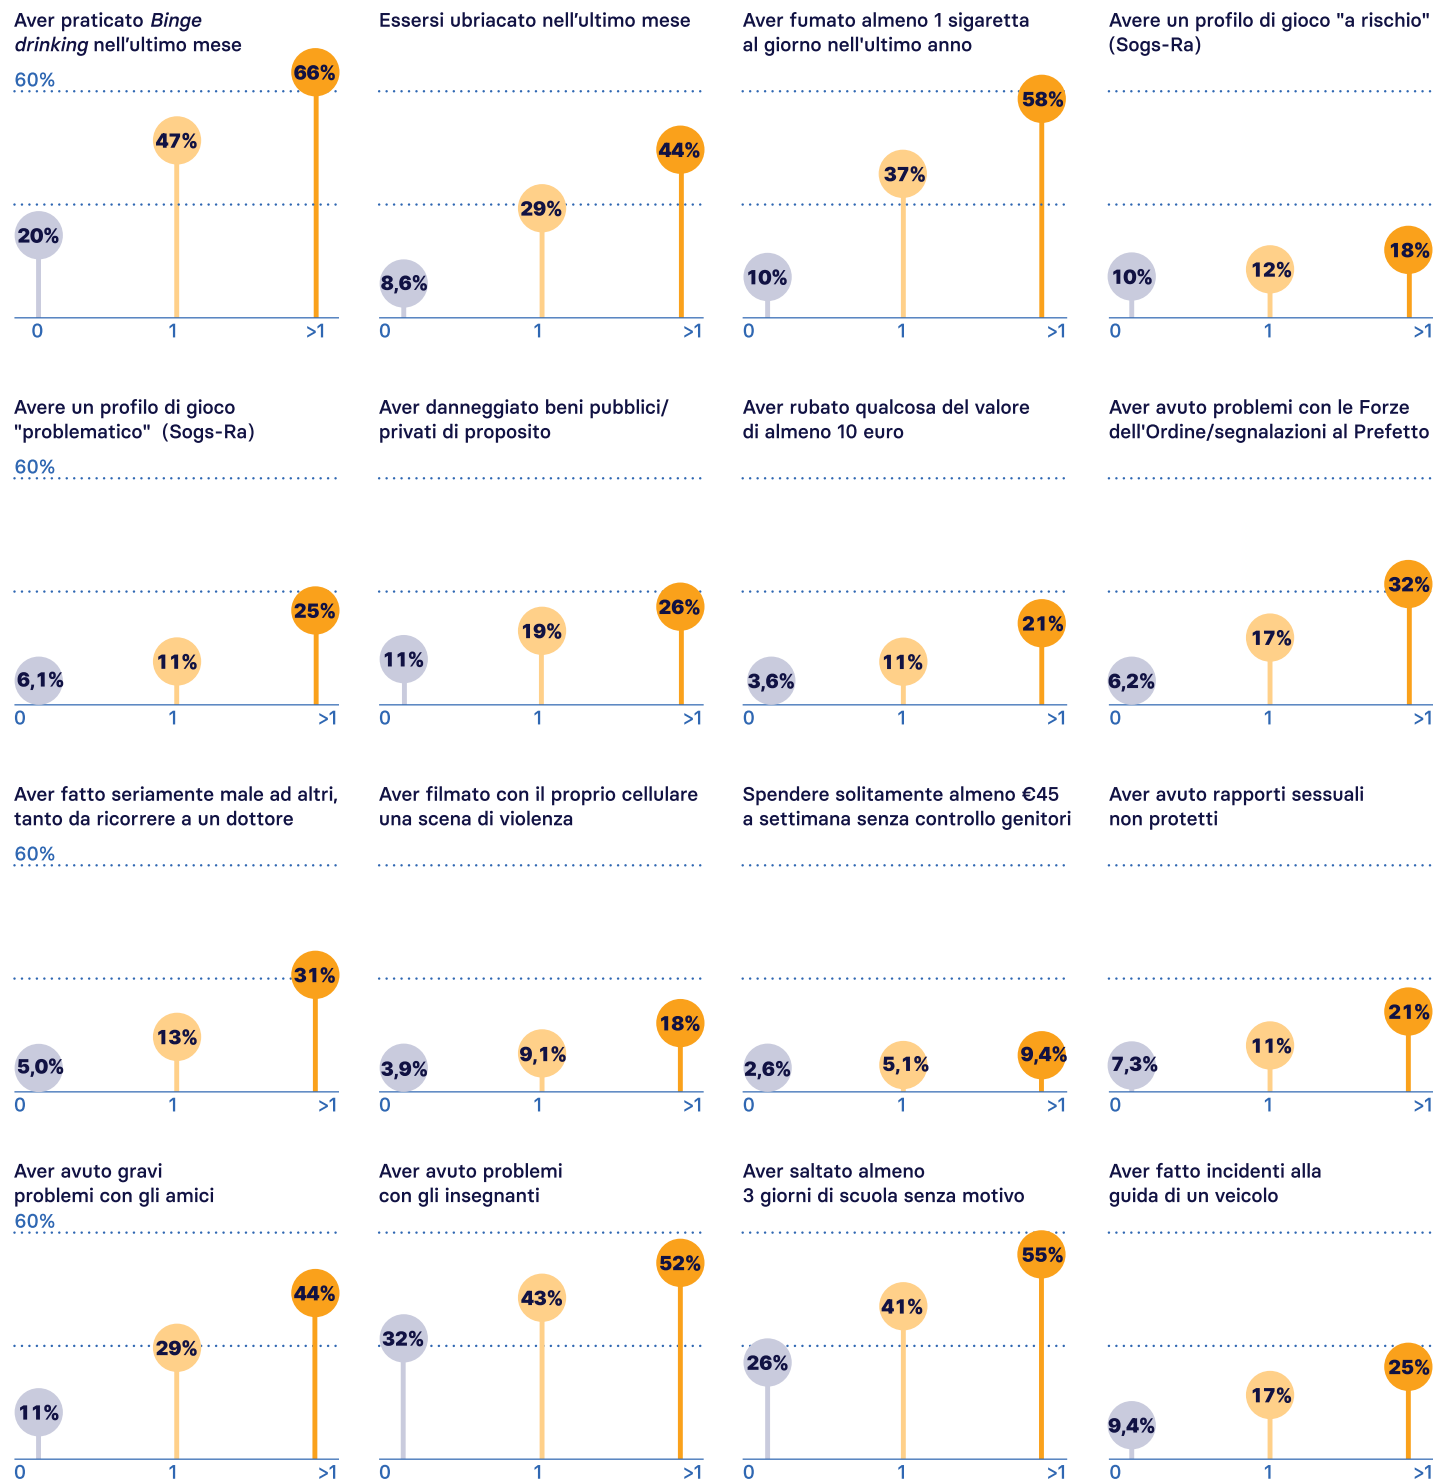 Aver praticato Binge
drinking nell'ultimo mese
60%
66%
47%
20%
0 1 >1
Essersi ubriacato nell'ultimo mese
44%
29%
8,6%
0 1 >1
Aver fumato almeno 1 sigaretta
al giorno nell'ultimo anno
58%
37%
10%
0 1 >1
Avere un profilo di gioco "a rischio"
(Sogs-Ra)
18%
12%
10%
0 1 >1
Avere un profilo di gioco
"problematico" (Sogs-Ra)
60%
25%
11%
6,1%
0 1 >1
Aver danneggiato beni pubblici/
privati di proposito
26%
19%
11%
0 1 >1
Aver rubato qualcosa del valore
di almeno 10 euro
21%
11%
3,6%
0 1 >1
Aver avuto problemi con le Forze
dell'Ordine/segnalazioni al Prefetto
32%
17%
6,2%
0 1 >1
Aver fatto seriamente male ad altri,
tanto da ricorrere a un dottore
60%
31%
13%
5,0%
0 1 >1
Aver filmato con il proprio cellulare
una scena di violenza
18%
9,1%
3,9%
0 1 >1
Spendere solitamente almeno €45
a settimana senza controllo genitori
9,4%
5,1%
2,6%
0 1 >1
Aver avuto rapporti sessuali
non protetti
21%
11%
7,3%
0 1 >1
Aver avuto gravi
problemi con gli amici
60%
44%
29%
11%
0 1 >1
Aver avuto problemi
con gli insegnanti
52%
43%
32%
0 1 >1
Aver saltato almeno
3 giorni di scuola senza motivo
55%
41%
26%
0 1 >1
Aver fatto incidenti alla
guida di un veicolo
25%
17%
9,4%
0 1 >1